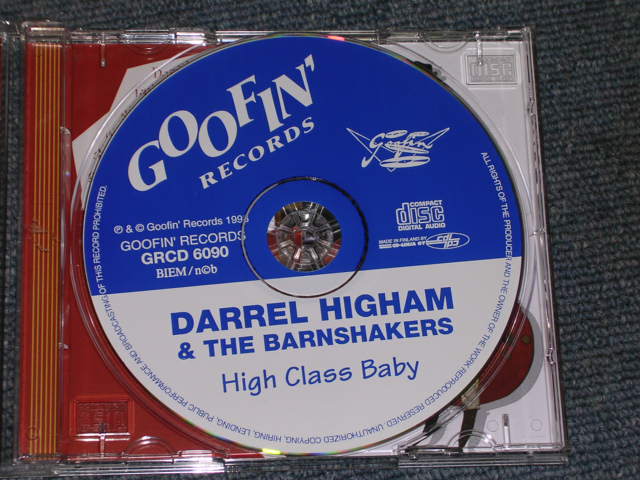 GOOFIN'
RECORDS
Goofin'
COMPACT
disc
DIGITAL AUDIO
℗ & © Goofin' Records
GOOFIN' RECORDS
GRCD 6090
BIEM / n©b
MADE IN FINLAND BY
DARREL HIGHAM
& THE BARNSHAKERS
High Class Baby
ALL RIGHTS OF THE PRODUCER AND THE OWNER OF THE WORK REPRODUCED RESERVED. UNAUTHORIZED COPYING, HIRING, LENDING, PUBLIC PERFORMANCE AND BROADCASTING OF THIS RECORD PROHIBITED.